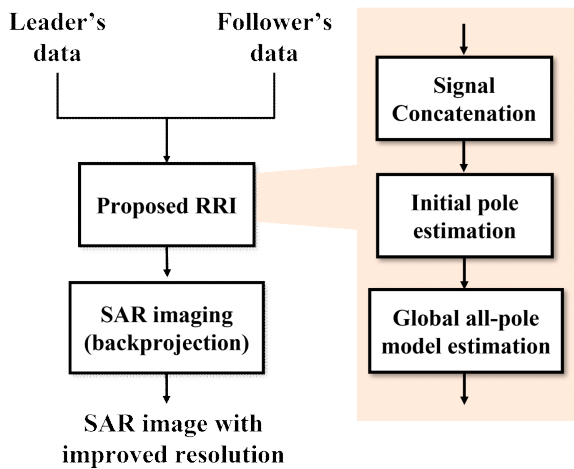 Leader's
data
Follower's
data
Proposed RRI
SAR imaging
(backprojection)
SAR image with
improved resolution
Signal
Concatenation
Initial pole
estimation
Global all-pole
model estimation